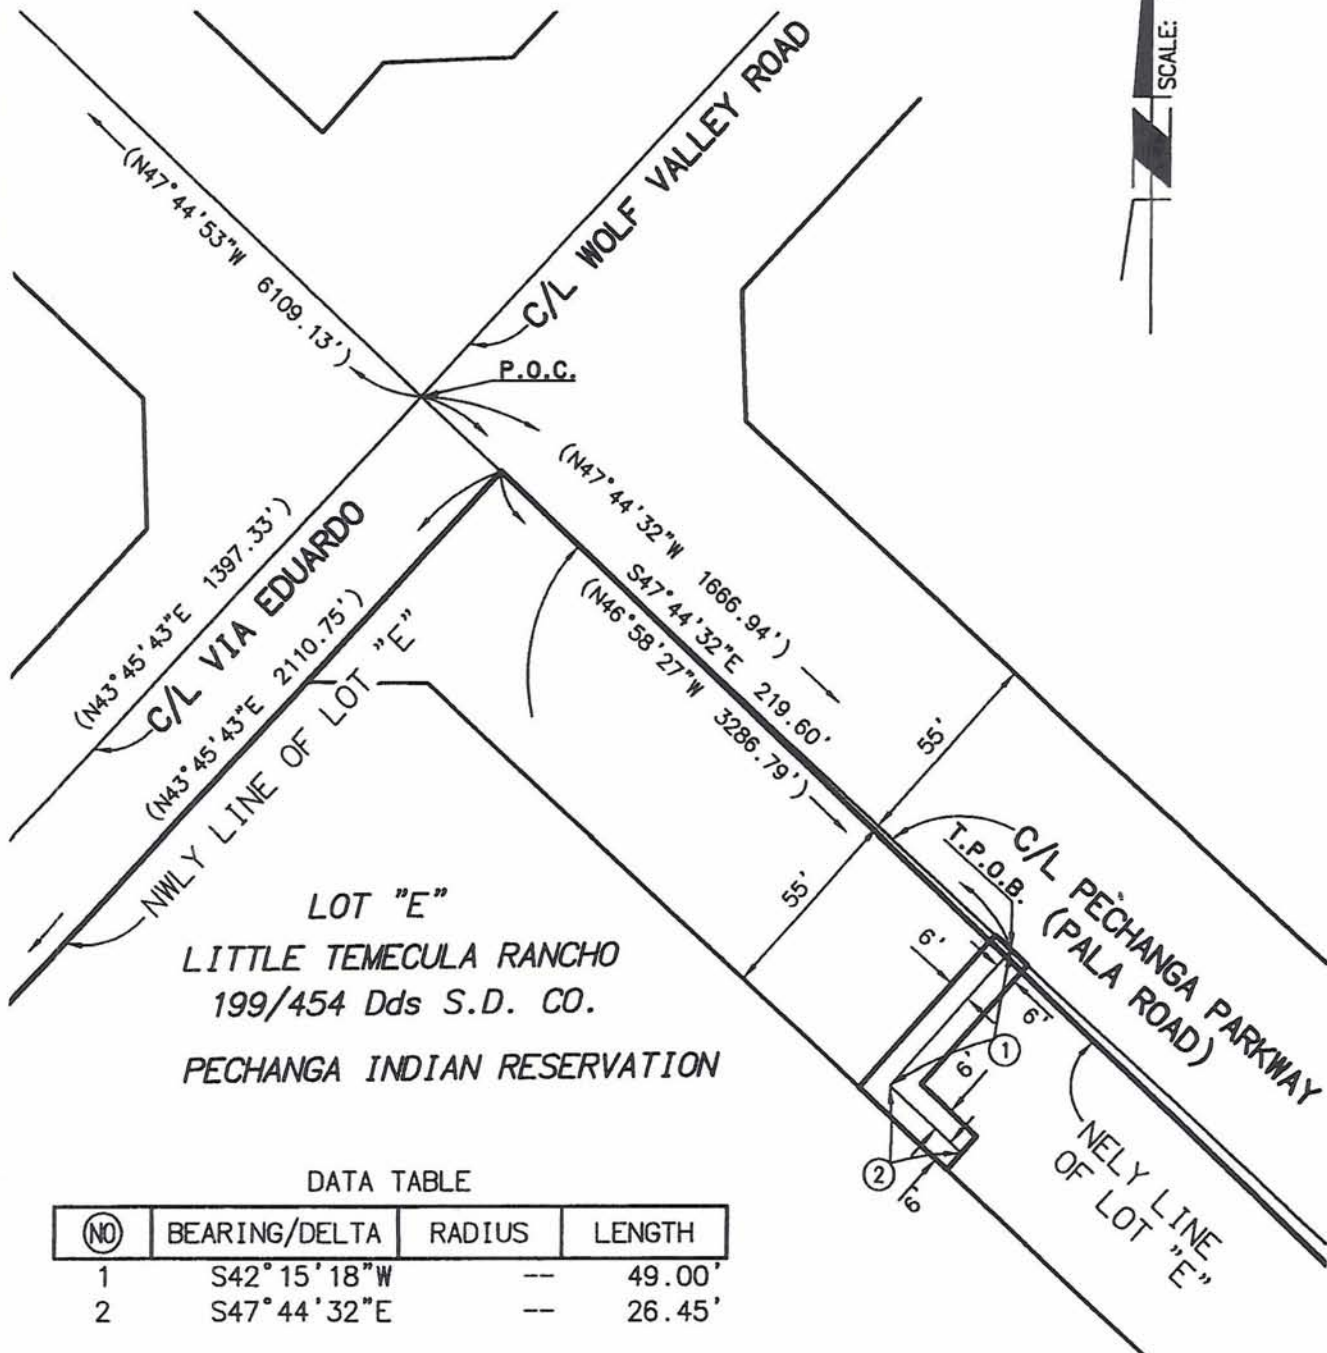 SCALE:
C/L WOLF VALLEY ROAD
(N47°44'53"W 6109.13')
P.O.C.
(N47°44'32"W 1666.94')
S47°44'32"E 219.60'
(N46°58'27"W 3286.79')
(N43°45'43"E 1397.33')
C/L VIA EDUARDO
(N43°45'43"E 2110.75')
NWLY LINE OF LOT "E"
55'
55'
T.P.O.B.
C/L PECHANGA PARKWAY
(PALA ROAD)
6'
6'
6'
6'
1
2
NELY LINE
OF LOT "E"
LOT "E"
LITTLE TEMECULA RANCHO
199/454 Dds S.D. CO.
PECHANGA INDIAN RESERVATION
DATA TABLE
NO BEARING/DELTA RADIUS LENGTH
1 S42°15'18"W -- 49.00'
2 S47°44'32"E -- 26.45'